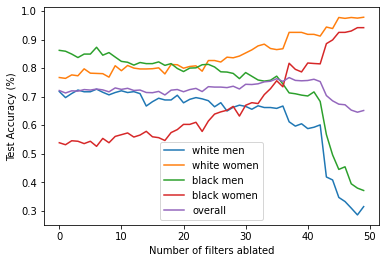 1.0
0.9
0.8
0.7
0.6
0.5
0.4
0.3
Test Accuracy (%)
white men
white women
black men
black women
overall
0 10 20 30 40 50
Number of filters ablated